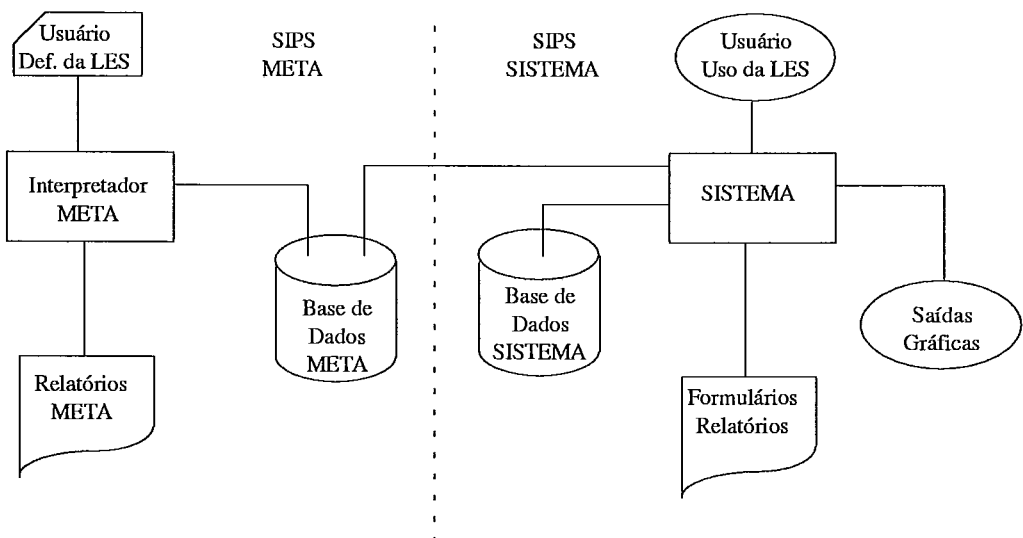 Usuário
Def. da LES
SIPS
META
SIPS
SISTEMA
Usuário
Uso da LES
Interpretador
META
SISTEMA
Base de
Dados
META
Base de
Dados
SISTEMA
Saídas
Gráficas
Relatórios
META
Formulários
Relatórios